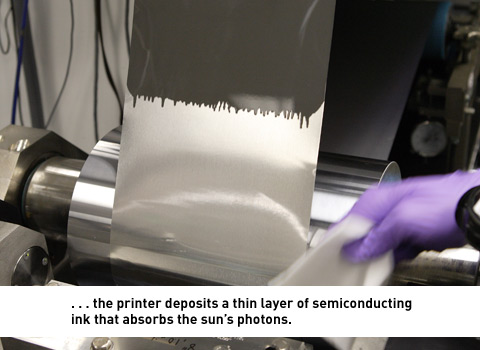 . . . the printer deposits a thin layer of semiconducting
ink that absorbs the sun's photons.